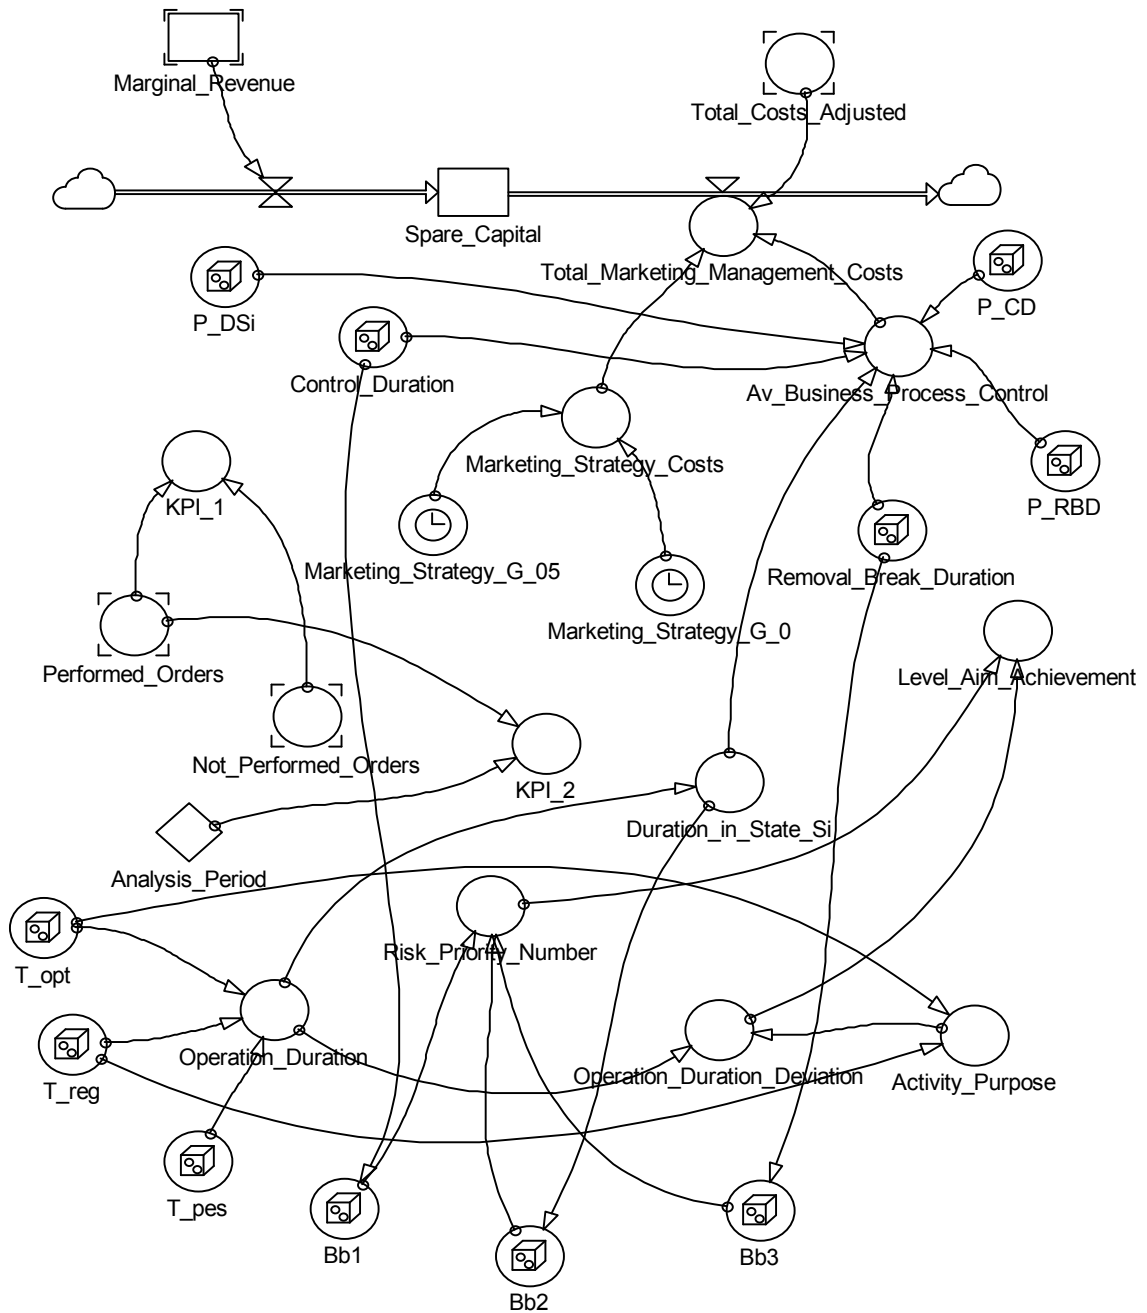 Marginal_Revenue
Total_Costs_Adjusted
Spare_Capital
Total_Marketing_Management_Costs
P_DSi
P_CD
Control_Duration
Av_Business_Process_Control
Marketing_Strategy_Costs
KPI_1
P_RBD
Marketing_Strategy_G_05
Removal_Break_Duration
Marketing_Strategy_G_0
Performed_Orders
Level_Aim_Achievement
Not_Performed_Orders
KPI_2
Duration_in_State_Si
Analysis_Period
Risk_Priority_Number
T_opt
Operation_Duration
Operation_Duration_Deviation
Activity_Purpose
T_reg
T_pes
Bb1
Bb3
Bb2